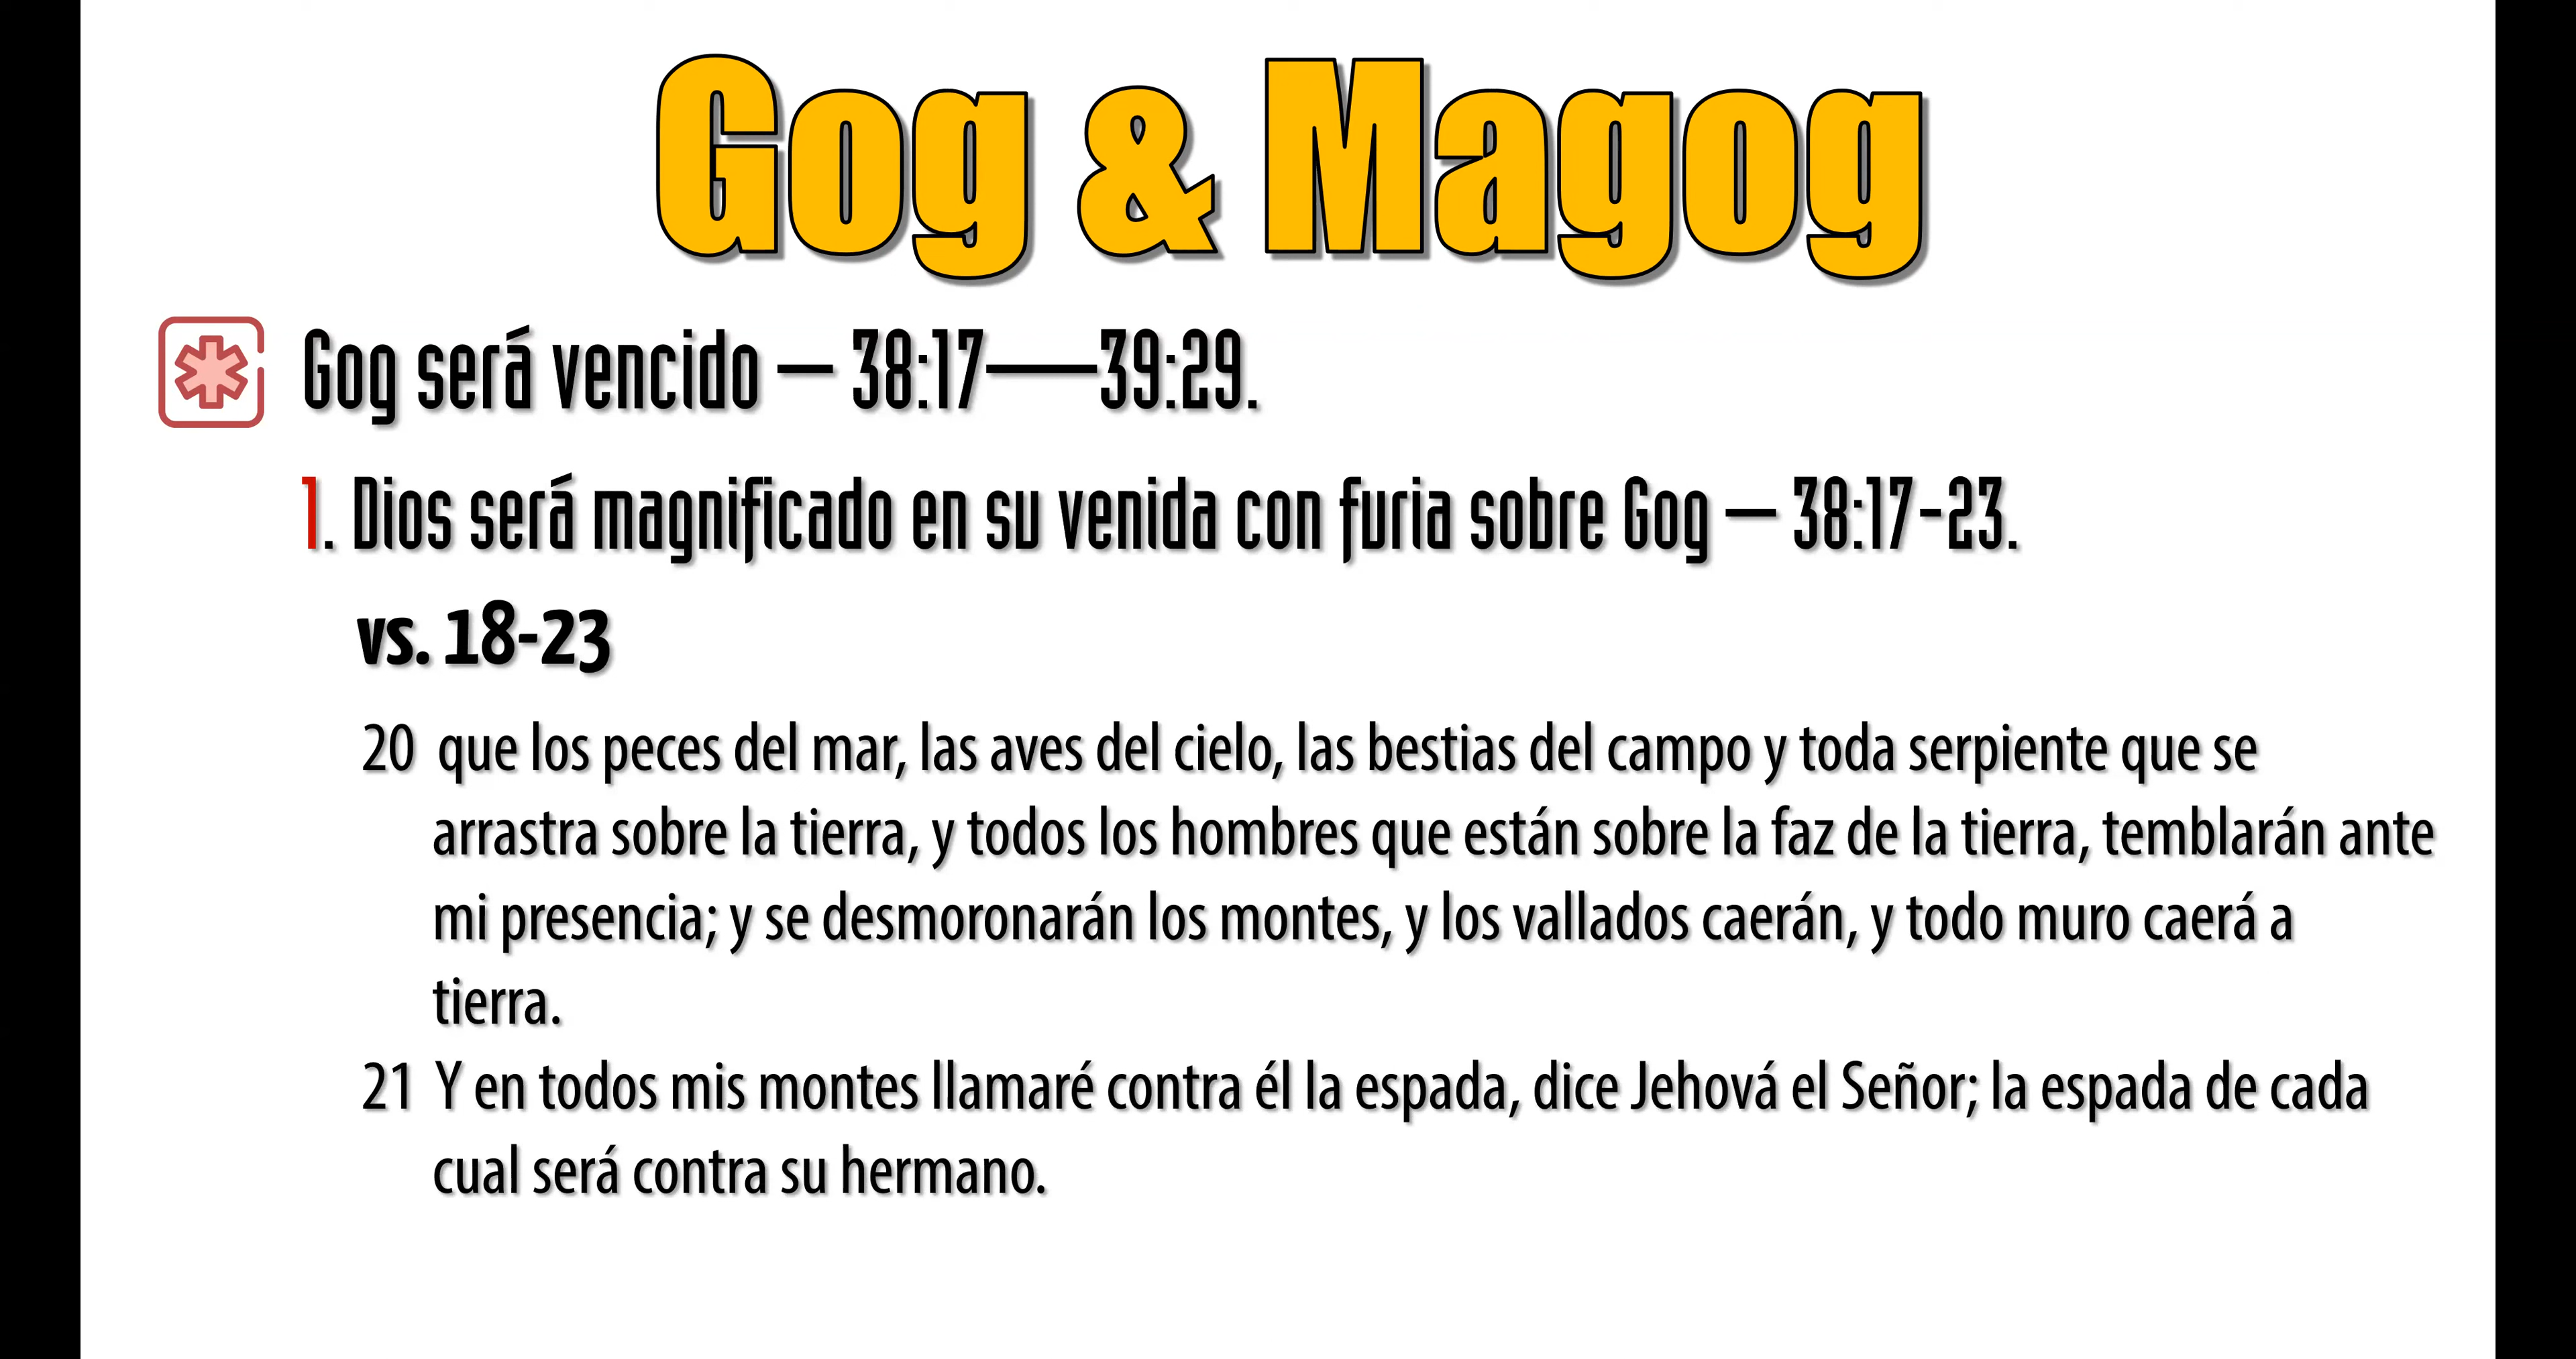 Gog & Magog
Gog será vencido — 38:17——39:29.
1. Dios será magnificado en su venida con furia sobre Gog — 38:17-23.
vs. 18-23
20 que los peces del mar, las aves del cielo, las bestias del campo y toda serpiente que se
arrastra sobre la tierra, y todos los hombres que están sobre la faz de la tierra, temblarán ante
mi presencia; y se desmoronarán los montes, y los vallados caerán, y todo muro caerá a
tierra.
21 Y en todos mis montes llamaré contra él la espada, dice Jehová el Señor; la espada de cada
cual será contra su hermano.